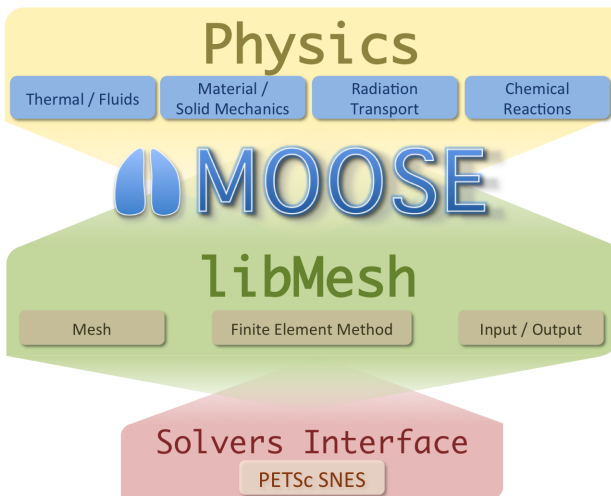 Physics
Thermal / Fluids
Material /
Solid Mechanics
Radiation
Transport
Chemical
Reactions
MOOSE
libMesh
Mesh
Finite Element Method
Input / Output
Solvers Interface
PETSc SNES